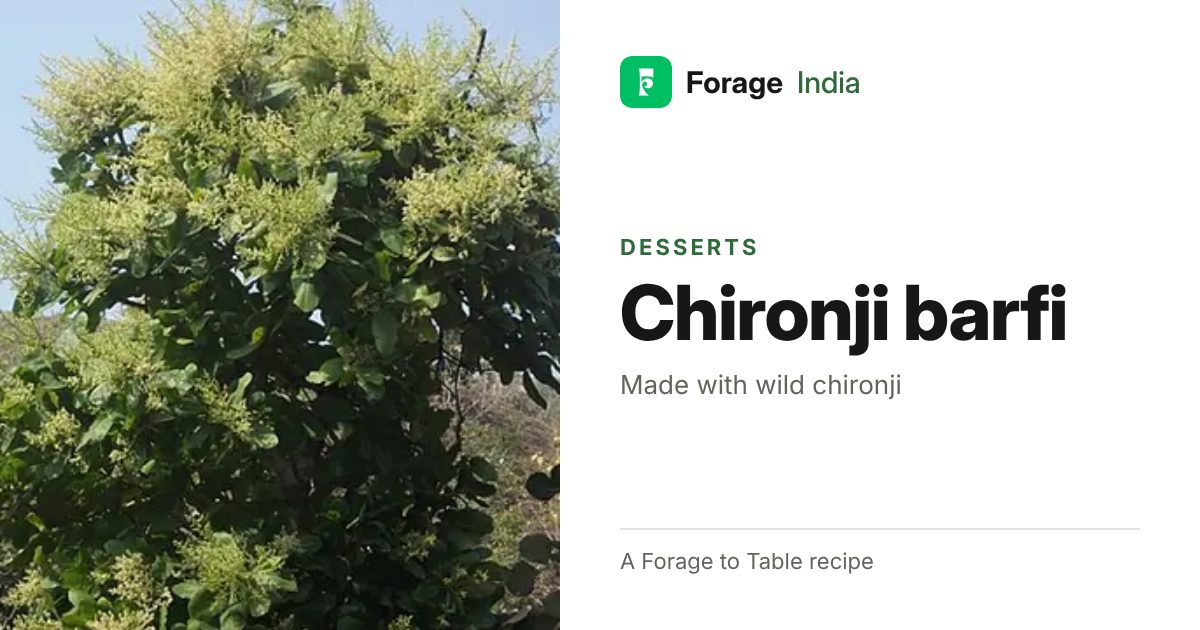 Forage India
DESSERTS
Chironji barfi
Made with wild chironji
A Forage to Table recipe